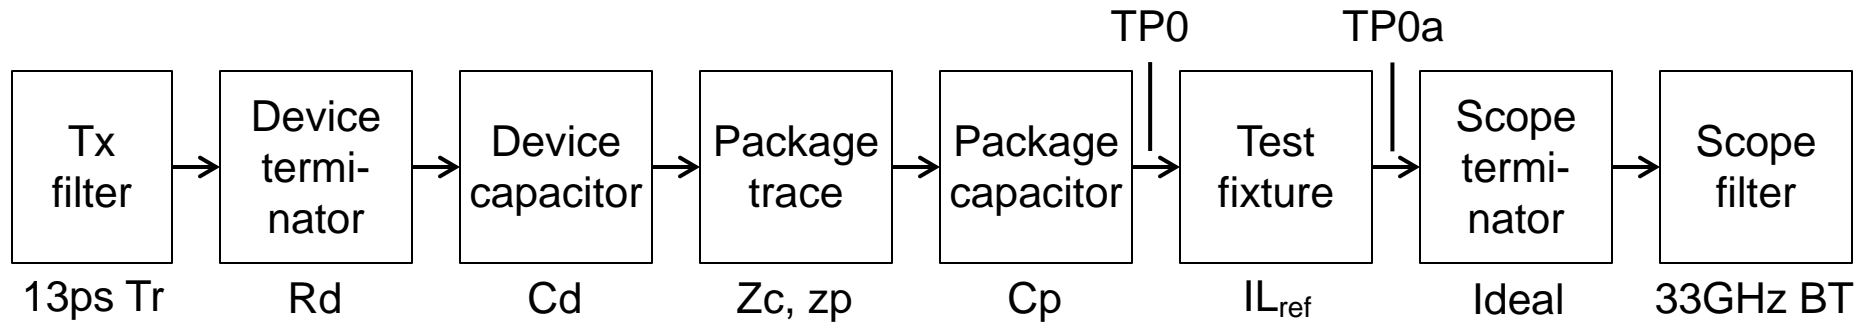 TP0
TP0a
Tx
filter
Device
termi-
nator
Device
capacitor
Package
trace
Package
capacitor
Test
fixture
Scope
termi-
nator
Scope
filter
13ps Tr
Rd
Cd
Zc, zp
Cp
ILref
Ideal
33GHz BT